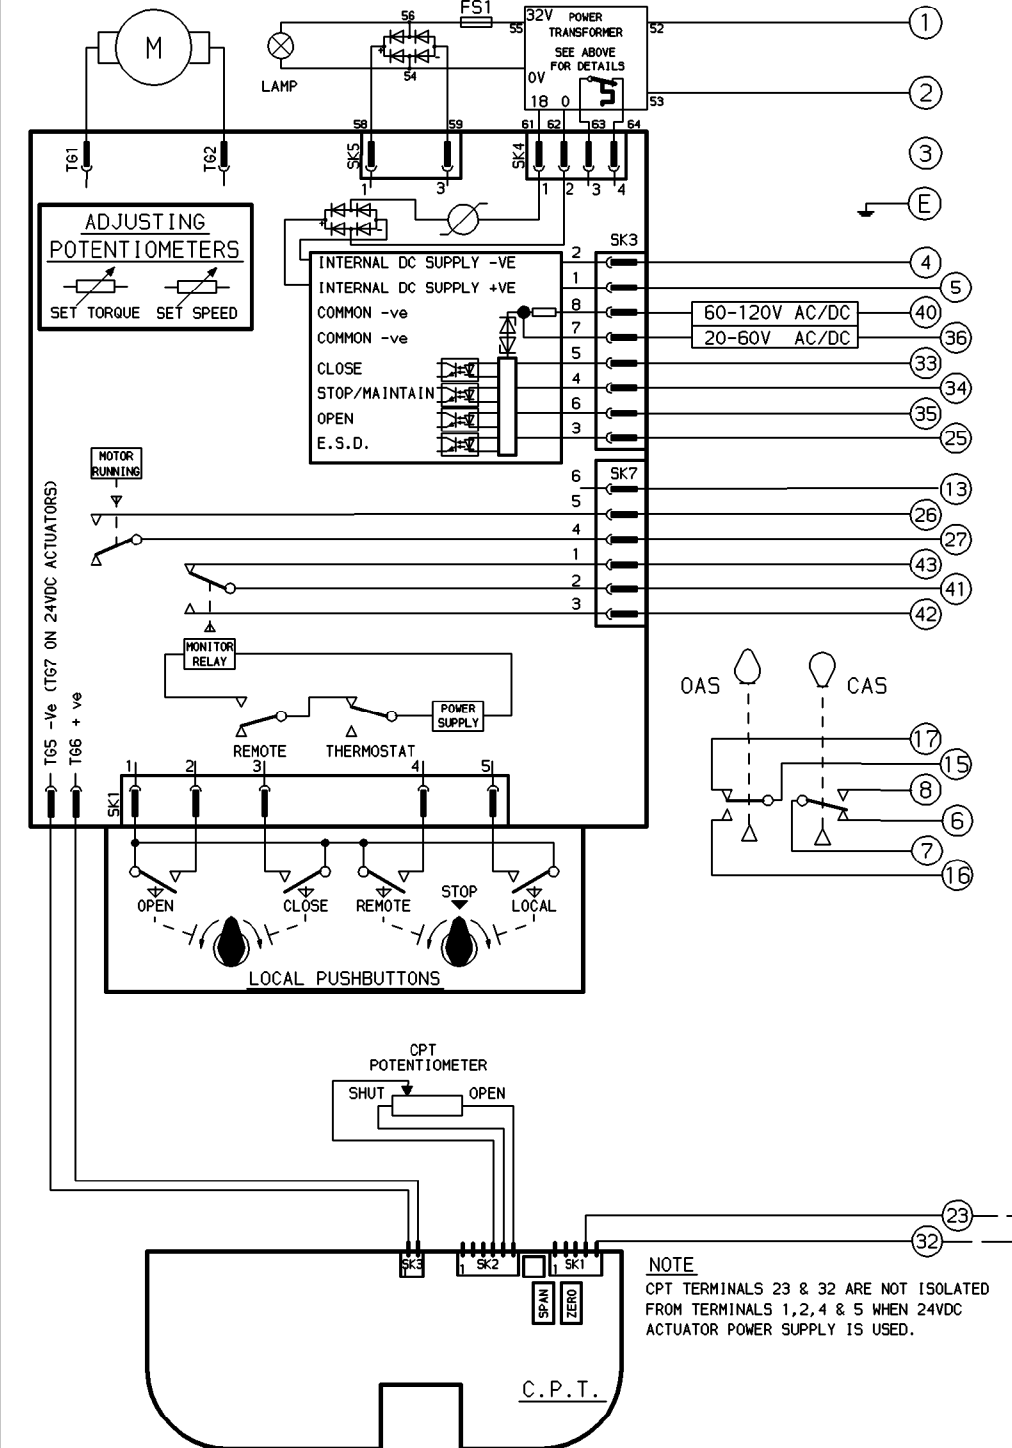 FS1
56
55
32V POWER
TRANSFORMER
52
1
M
+
-
LAMP
54
SEE ABOVE
FOR DETAILS
0V
18 0
53
2
58
59
61 62 63 64
TG1
TG2
SK5
SK4
1
3
1 2 3 4
3
E
ADJUSTING
POTENTIOMETERS
SET TORQUE SET SPEED
+
-
SK3
INTERNAL DC SUPPLY -VE
2
4
INTERNAL DC SUPPLY +VE
1
5
COMMON -ve
8
60-120V AC/DC
40
COMMON -ve
7
20-60V AC/DC
36
CLOSE
5
33
STOP/MAINTAIN
4
34
OPEN
6
35
E.S.D.
3
25
MOTOR
RUNNING
SK7
6
13
5
26
4
27
1
43
2
41
3
42
MONITOR
RELAY
POWER
SUPPLY
REMOTE
THERMOSTAT
TG5 -Ve (TG7 ON 24VDC ACTUATORS)
TG6 + ve
OAS
CAS
17
15
8
6
7
16
SK1
1 2 3 4 5
OPEN
CLOSE
REMOTE
STOP
LOCAL
LOCAL PUSHBUTTONS
CPT
POTENTIOMETER
SHUT
OPEN
23
32
SK3
1
SK2
1
SK1
1
SPAN
ZERO
NOTE
CPT TERMINALS 23 & 32 ARE NOT ISOLATED
FROM TERMINALS 1,2,4 & 5 WHEN 24VDC
ACTUATOR POWER SUPPLY IS USED.
C.P.T.